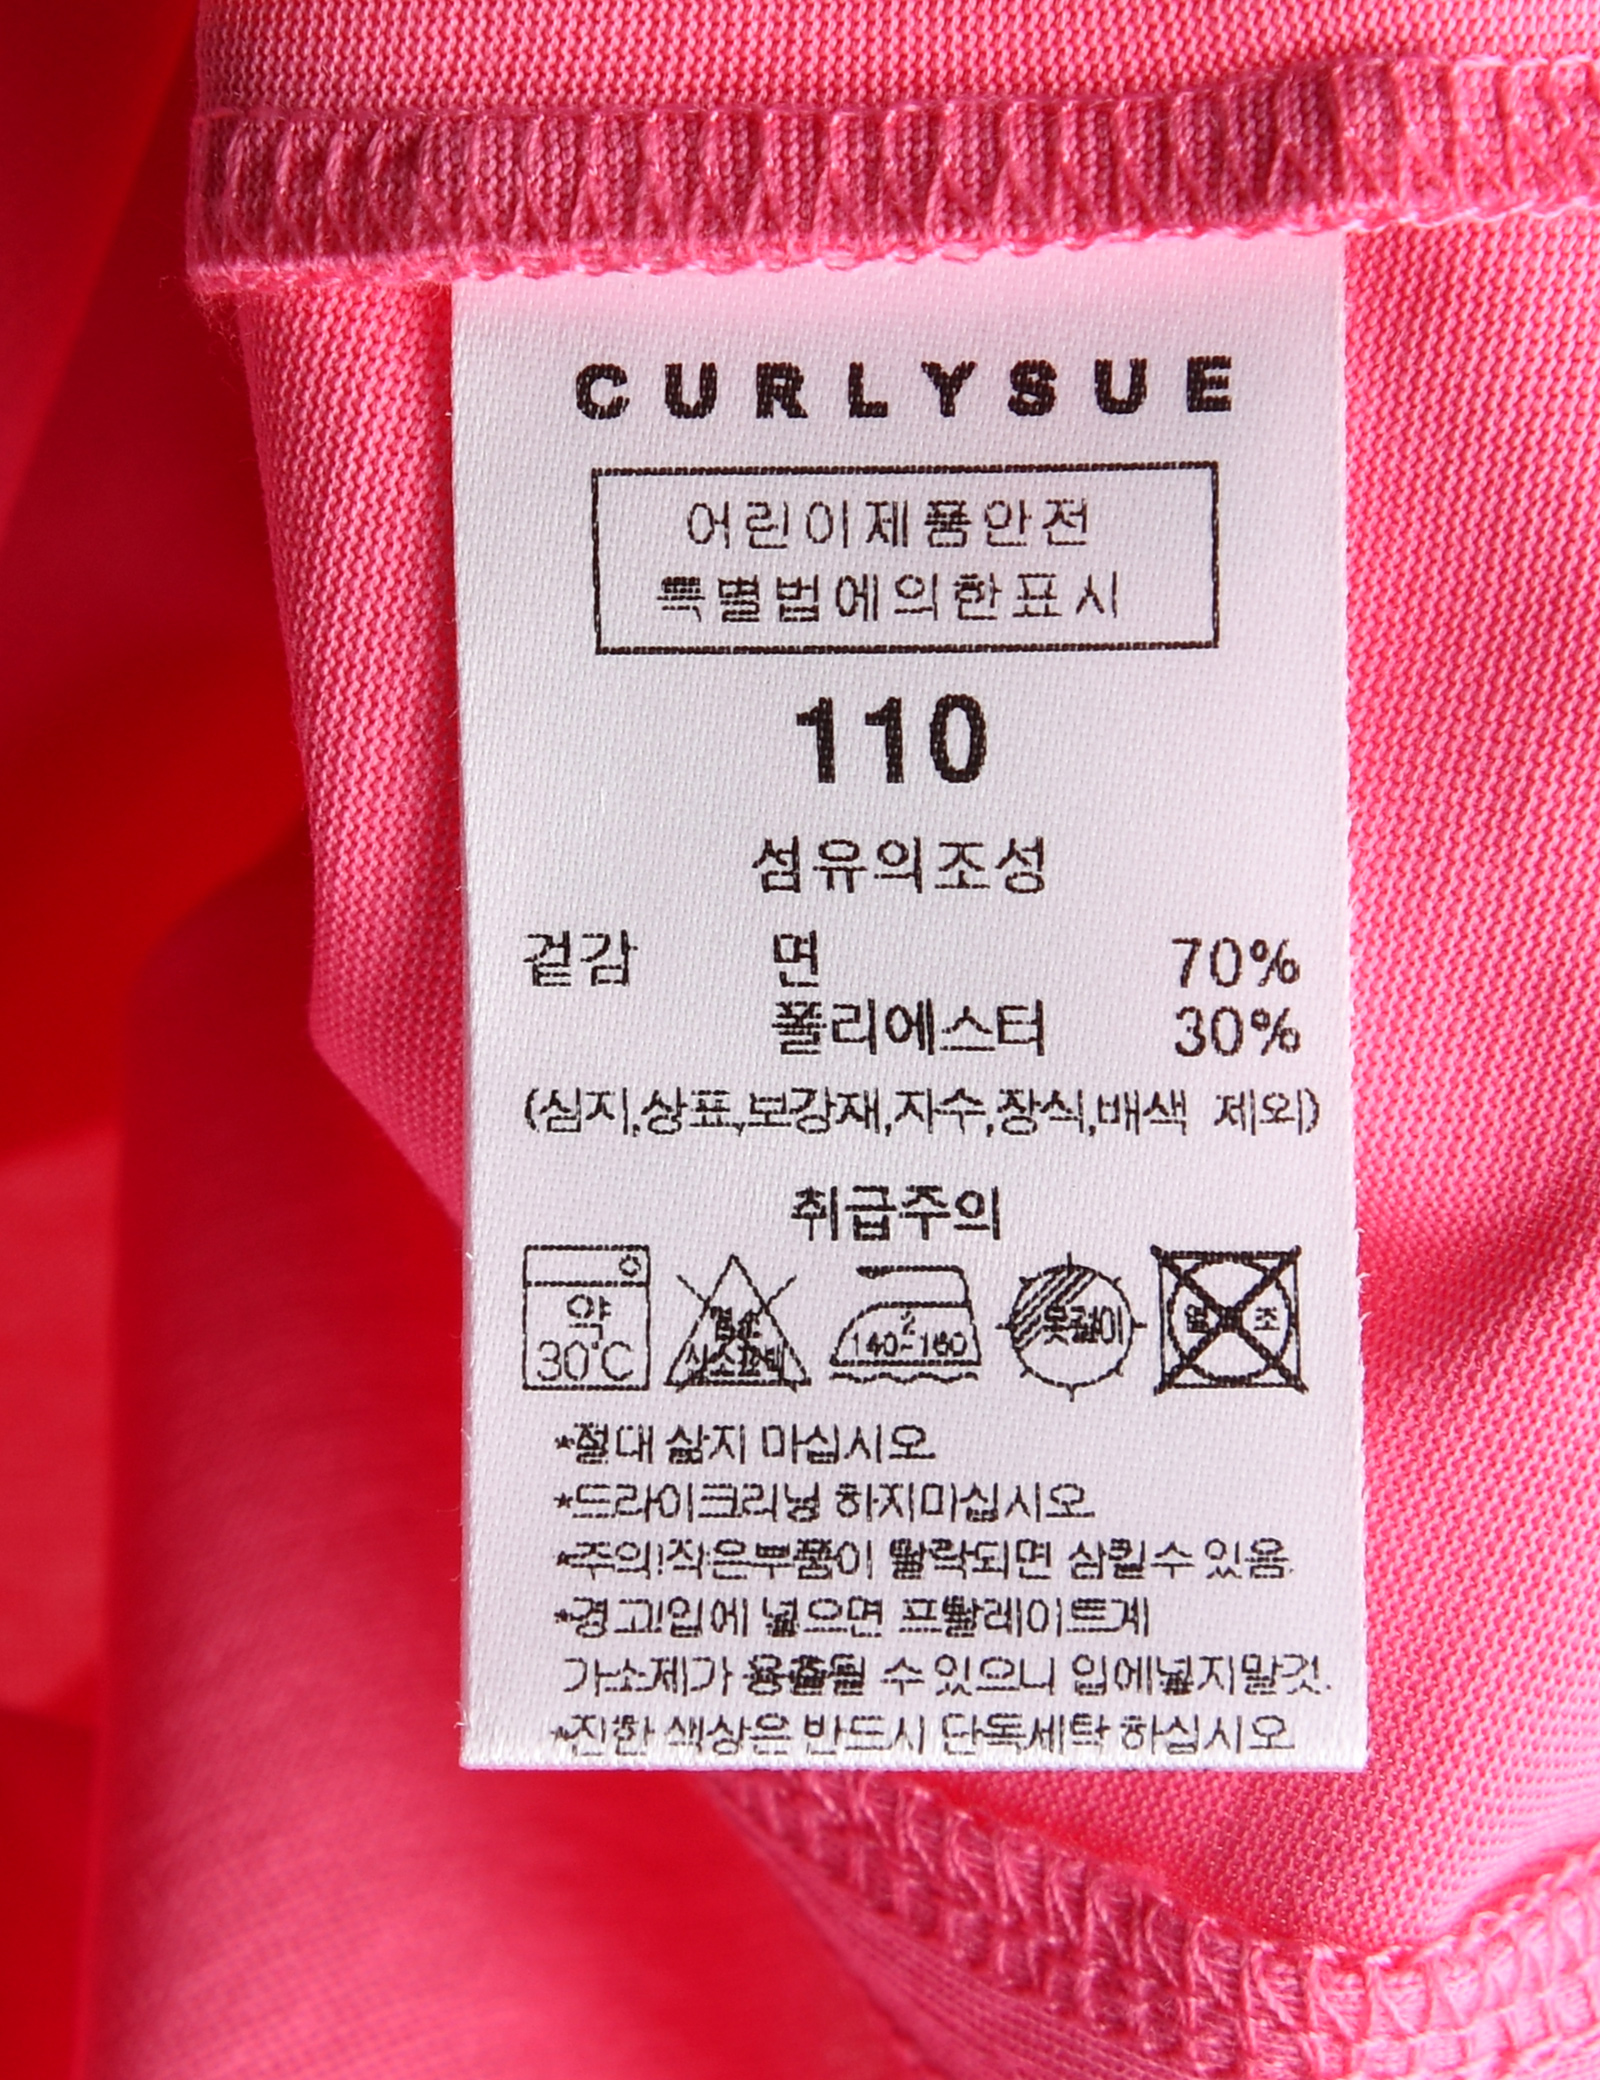 CURLYSUE
어린이제품안전
특별법에의한표시
110
섬유의조성
겉감 면 70%
폴리에스터 30%
(심지,상표,보강재,자수,장식,배색 제외)
취급주의
약 30℃ 염소 산소표백 2 140~160 옷걸이
*절대 삶지 마십시오
*드라이크리닝 하지마십시오
*주의!작은부품이 탈락되면 삼킬수 있음.
*경고!입에 넣으면 프탈레이트계
가소제가 용출될 수 있으니 입에넣지말것.
*진한 색상은 반드시 단독세탁 하십시오